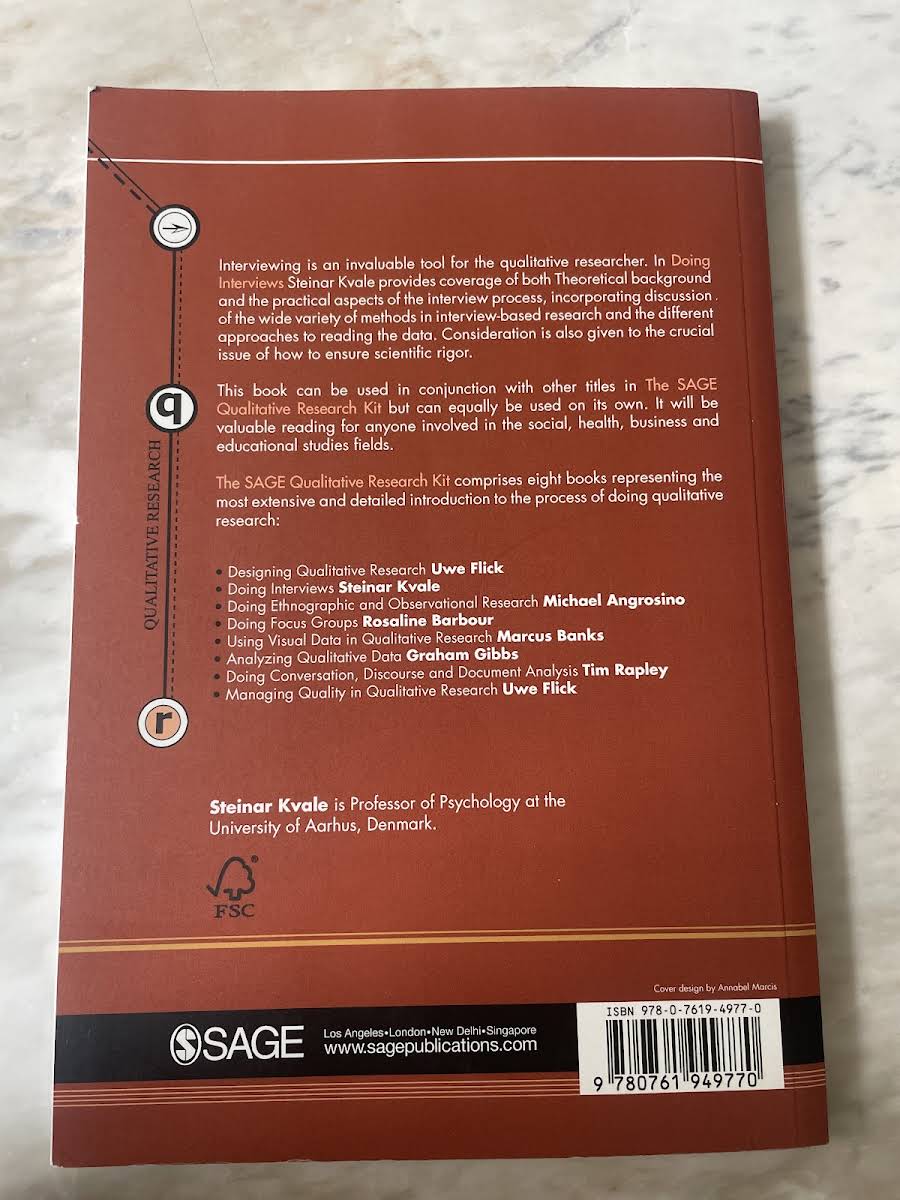 Interviewing is an invaluable tool for the qualitative researcher. In Doing
Interviews Steinar Kvale provides coverage of both Theoretical background
and the practical aspects of the interview process, incorporating discussion
of the wide variety of methods in interview-based research and the different
approaches to reading the data. Consideration is also given to the crucial
issue of how to ensure scientific rigor.
This book can be used in conjunction with other titles in The SAGE
Qualitative Research Kit but can equally be used on its own. It will be
valuable reading for anyone involved in the social, health, business and
educational studies fields.
The SAGE Qualitative Research Kit comprises eight books representing the
most extensive and detailed introduction to the process of doing qualitative
research:
• Designing Qualitative Research Uwe Flick
• Doing Interviews Steinar Kvale
• Doing Ethnographic and Observational Research Michael Angrosino
• Doing Focus Groups Rosaline Barbour
• Using Visual Data in Qualitative Research Marcus Banks
• Analyzing Qualitative Data Graham Gibbs
• Doing Conversation, Discourse and Document Analysis Tim Rapley
• Managing Quality in Qualitative Research Uwe Flick
q
QUALITATIVE RESEARCH
r
Steinar Kvale is Professor of Psychology at the
University of Aarhus, Denmark.
®
FSC
Cover design by Annabel Marcis
S SAGE
Los Angeles•London•New Delhi•Singapore
www.sagepublications.com
ISBN 978-0-7619-4977-0
9 780761 949770